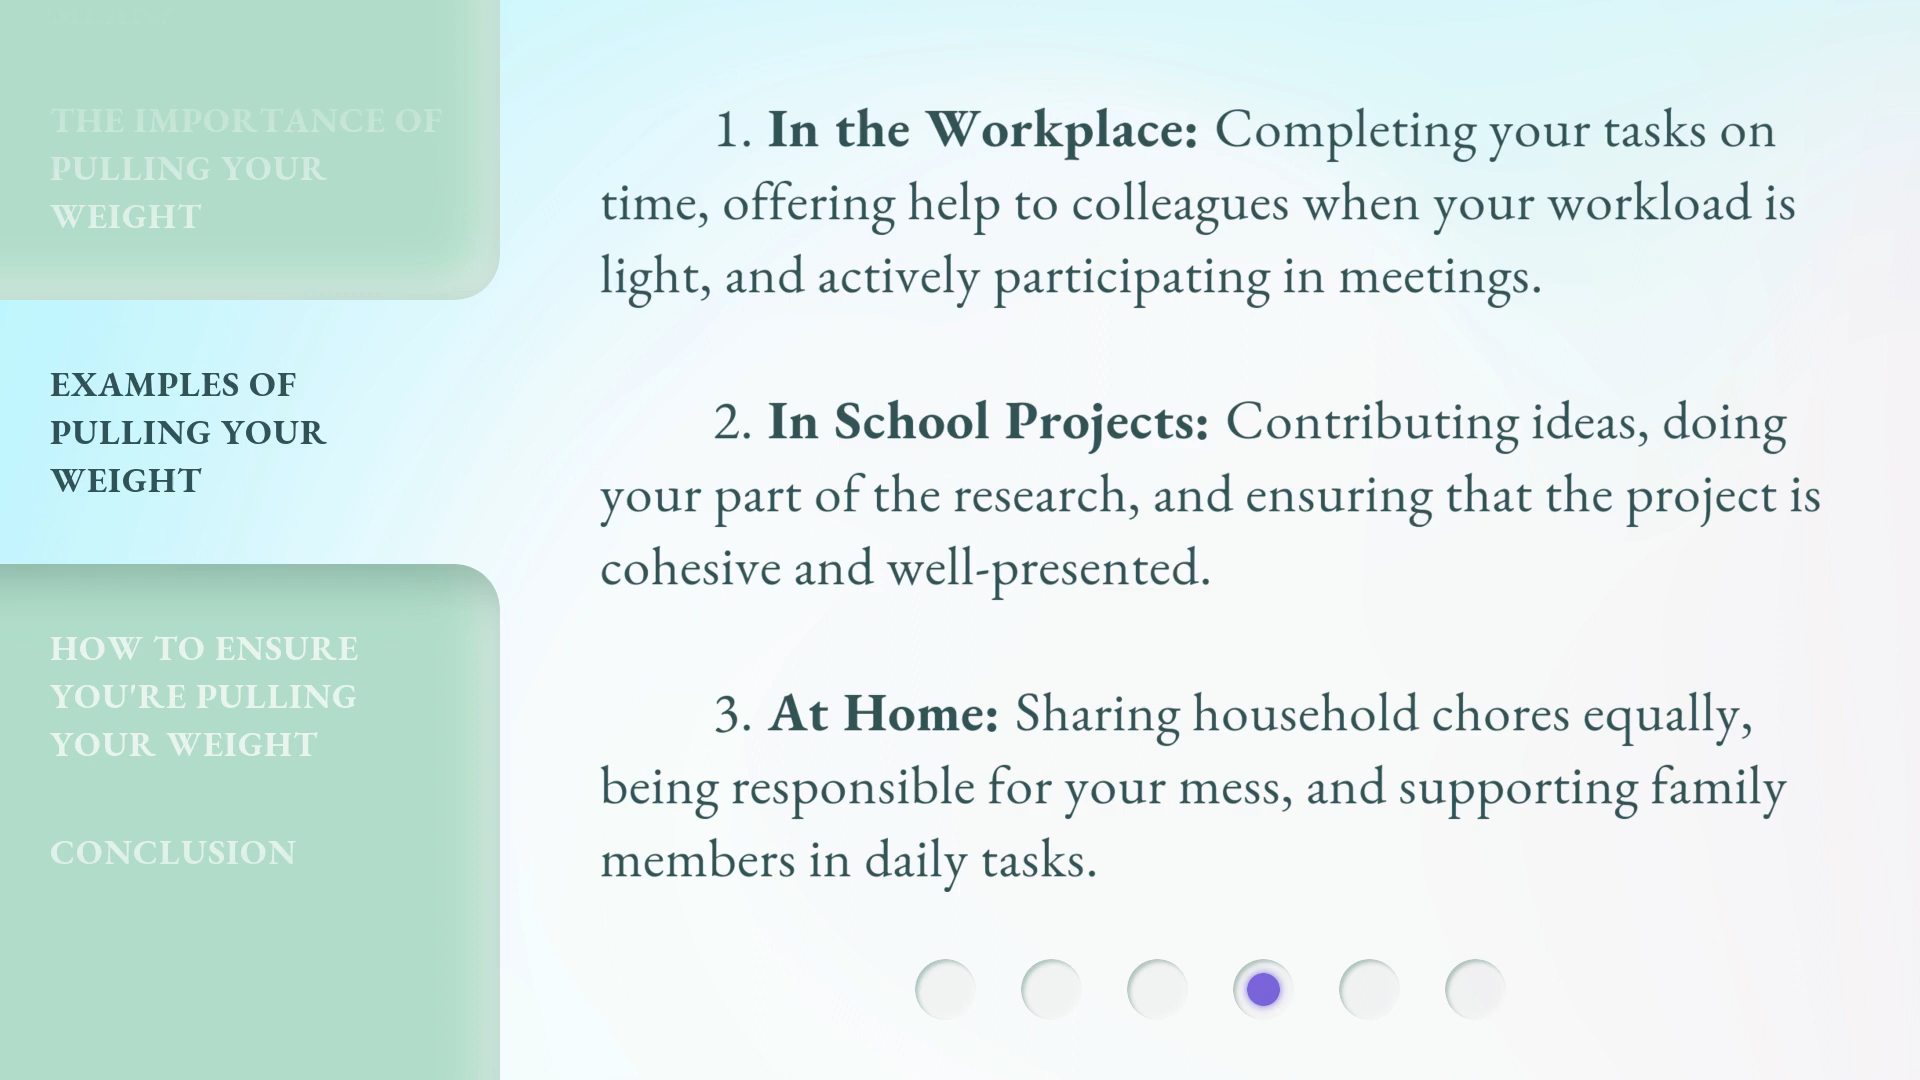 THE IMPORTANCE OF
PULLING YOUR
WEIGHT
EXAMPLES OF
PULLING YOUR
WEIGHT
HOW TO ENSURE
YOU'RE PULLING
YOUR WEIGHT
CONCLUSION
1. In the Workplace: Completing your tasks on
time, offering help to colleagues when your workload is
light, and actively participating in meetings.
2. In School Projects: Contributing ideas, doing
your part of the research, and ensuring that the project is
cohesive and well-presented.
3. At Home: Sharing household chores equally,
being responsible for your mess, and supporting family
members in daily tasks.